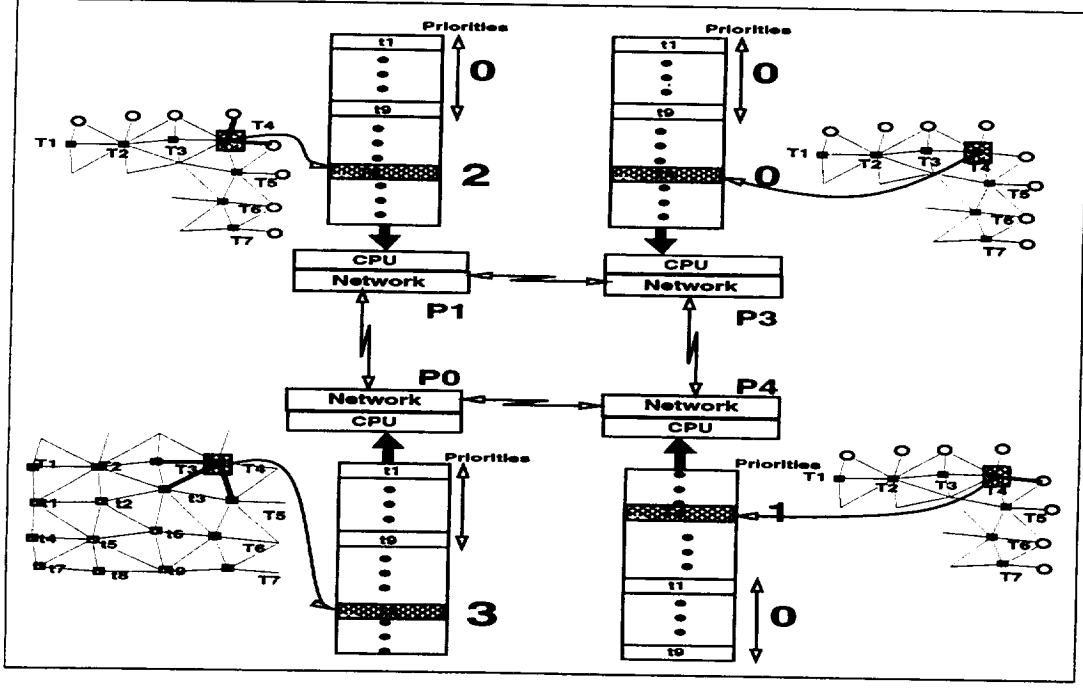 Priorities
t1
0
t9
2
T1
T2
T3
T4
T5
T6
T7
CPU
Network
P1
Priorities
t1
0
t9
0
T1
T2
T3
T4
T5
T6
T7
CPU
Network
P3
P0
Network
CPU
T1
T2
T3
T4
t1
t2
t3
T5
t4
t5
t6
T6
t7
t8
t9
T7
t1
Priorities
t9
3
P4
Network
CPU
Priorities
1
t1
0
t9
T1
T2
T3
T4
T5
T6
T7